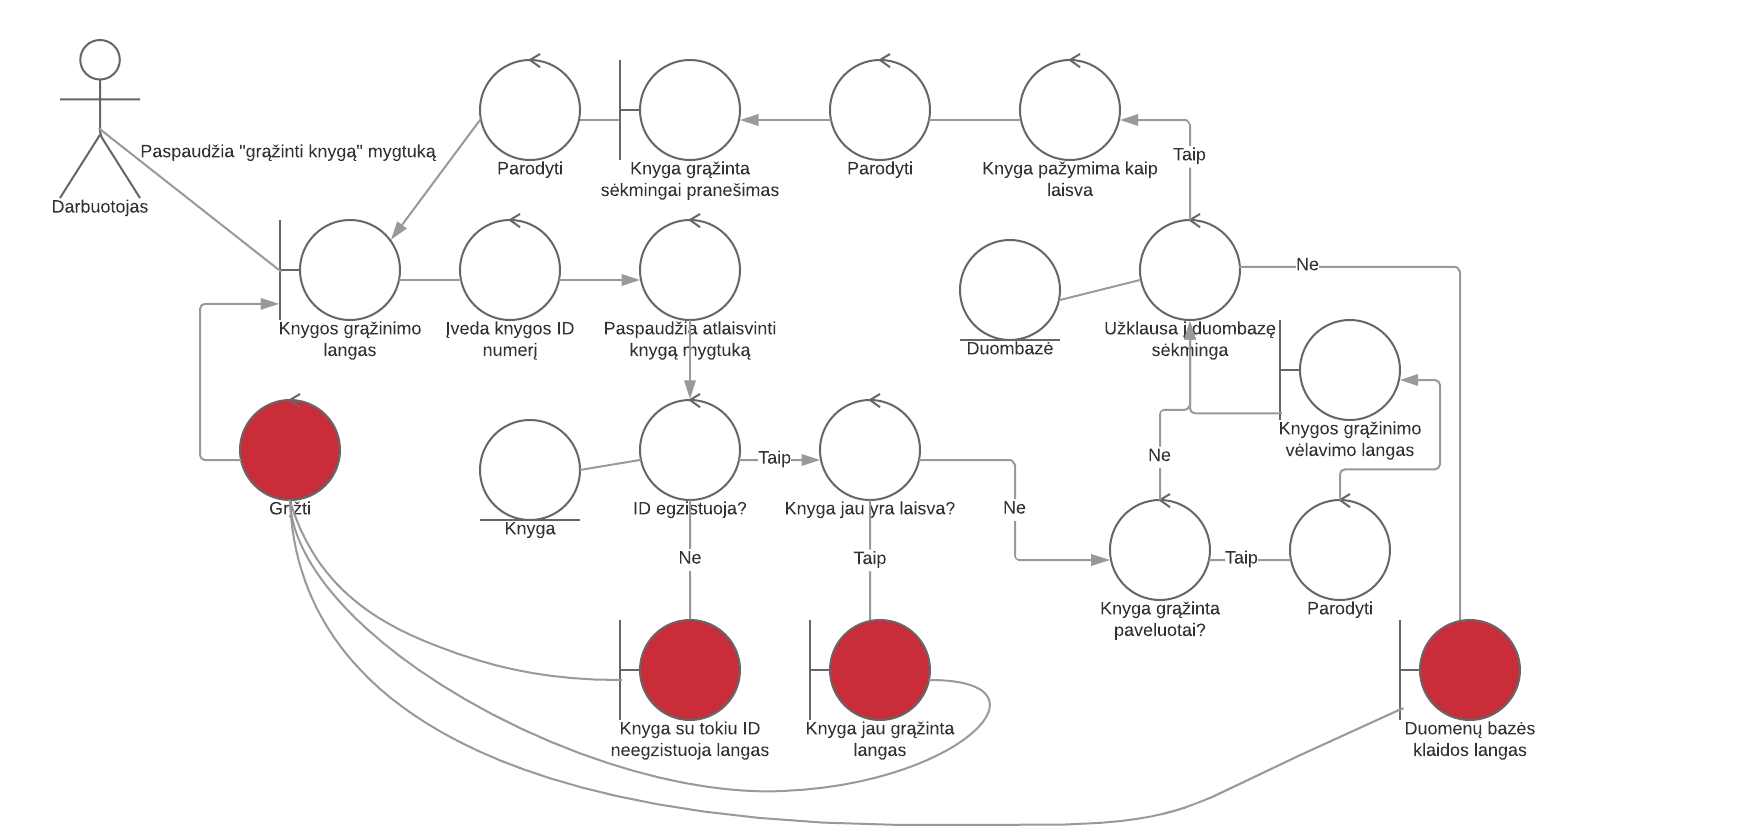 Paspaudžia "grąžinti knygą" mygtuką
Darbuotojas
Parodyti
Knyga grąžinta
sėkmingai pranešimas
Parodyti
Knyga pažymima kaip
laisva
Taip
Knygos grąžinimo
langas
Įveda knygos ID
numerį
Paspaudžia atlaisvinti
knygą mygtuką
Duombazė
Užklausa į duombazę
sėkminga
Ne
Knygos grąžinimo
vėlavimo langas
Grįžti
Knyga
ID egzistuoja?
Taip
Knyga jau yra laisva?
Ne
Ne
Ne
Taip
Knyga grąžinta
paveluotai?
Taip
Parodyti
Knyga su tokiu ID
neegzistuoja langas
Knyga jau grąžinta
langas
Duomenų bazės
klaidos langas